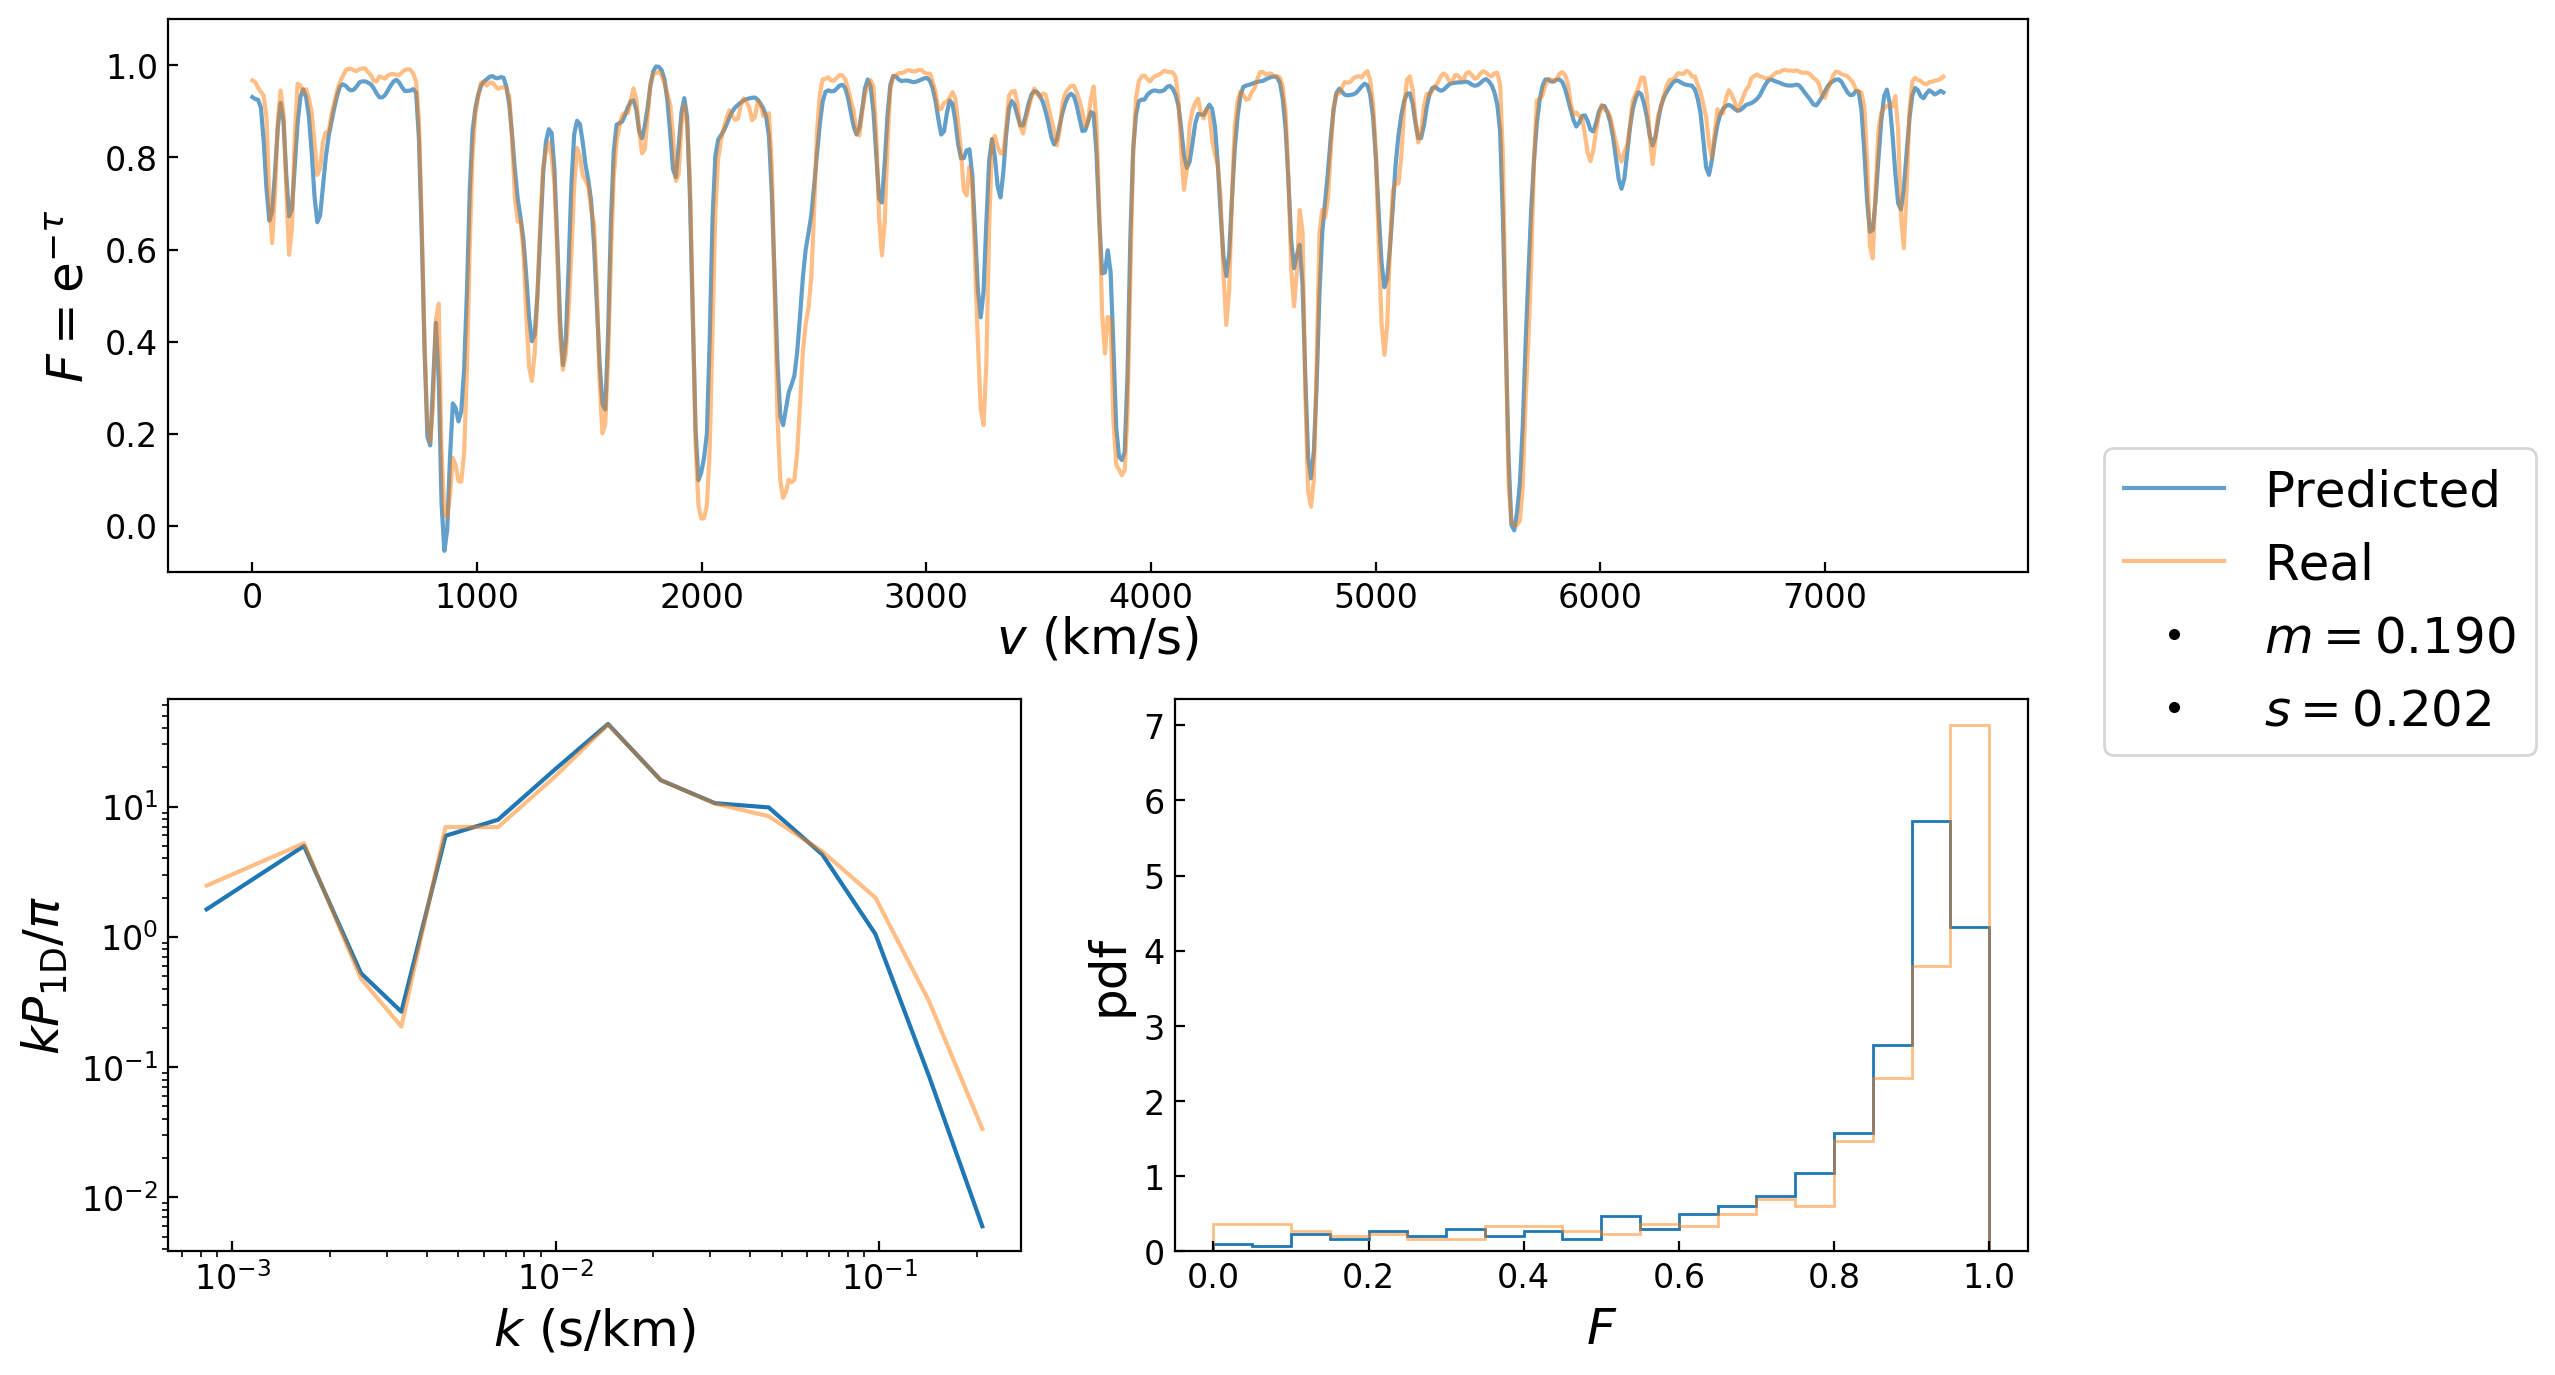 F = e^{-τ}
1.0
0.8
0.6
0.4
0.2
0.0
0 1000 2000 3000 4000 5000 6000 7000
v (km/s)
Predicted
Real
m = 0.190
s = 0.202
kP_{1D}/π
10^1
10^0
10^{-1}
10^{-2}
10^{-3} 10^{-2} 10^{-1}
k (s/km)
pdf
7
6
5
4
3
2
1
0
0.0 0.2 0.4 0.6 0.8 1.0
F